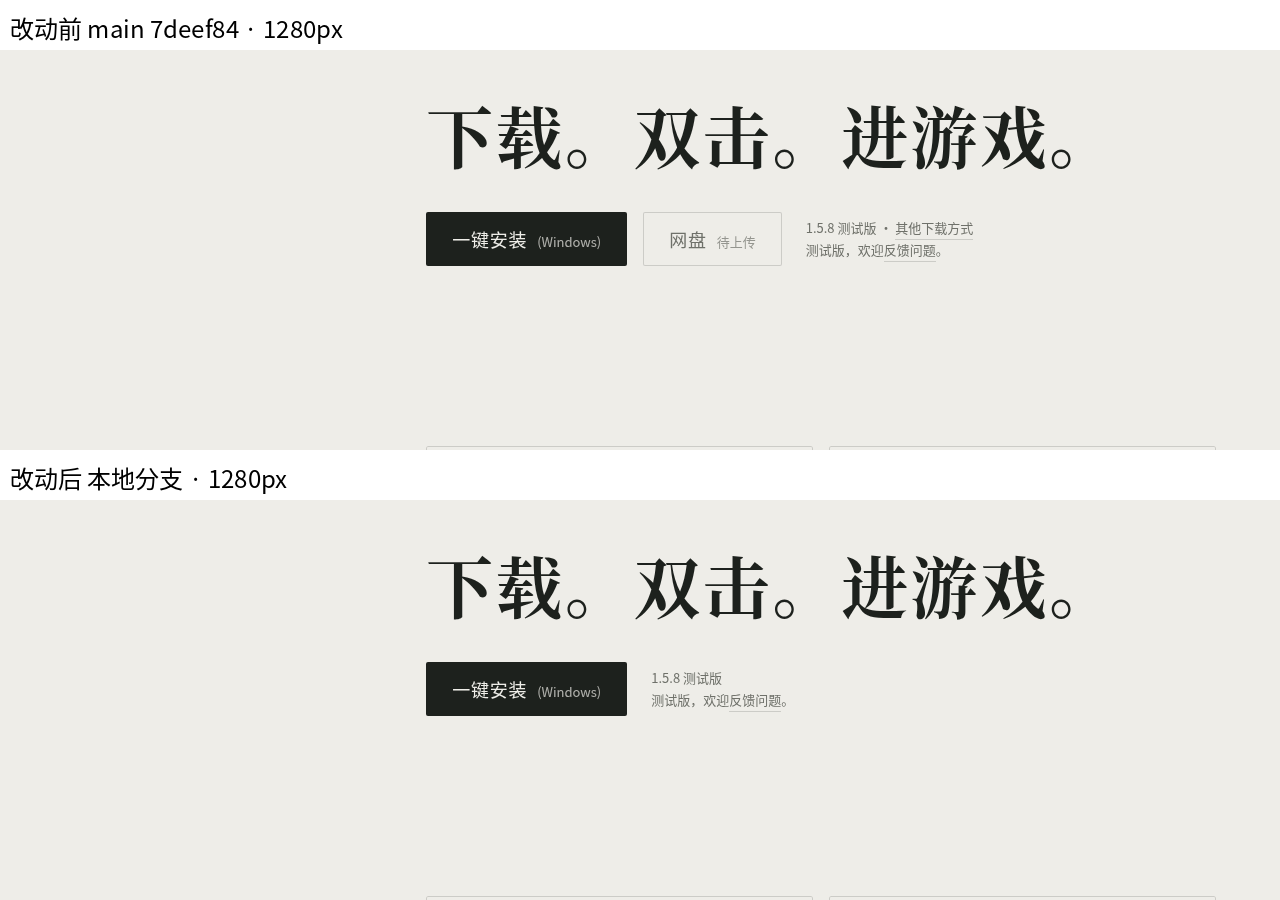 改动前 main 7deef84 · 1280px
下载。双击。进游戏。
一键安装 (Windows)
网盘 待上传
1.5.8 测试版 · 其他下载方式
测试版，欢迎反馈问题。
改动后 本地分支 · 1280px
下载。双击。进游戏。
一键安装 (Windows)
1.5.8 测试版
测试版，欢迎反馈问题。